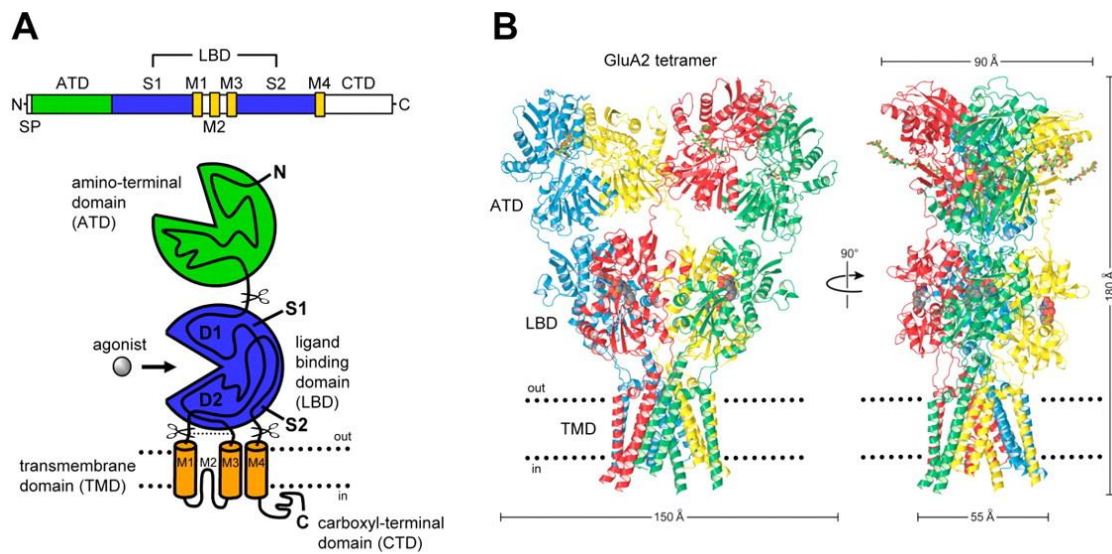 A
LBD
ATD S1 M1 M3 S2 M4 CTD
N C
SP M2
N
amino-terminal
domain
(ATD)
S1
D1
agonist
ligand
binding
domain
(LBD)
D2
S2
out
M1 M2 M3 M4
transmembrane
domain (TMD)
in
C
carboxyl-terminal
domain (CTD)
B
GluA2 tetramer
90 Å
ATD
90°
180 Å
LBD
out
TMD
in
150 Å
55 Å